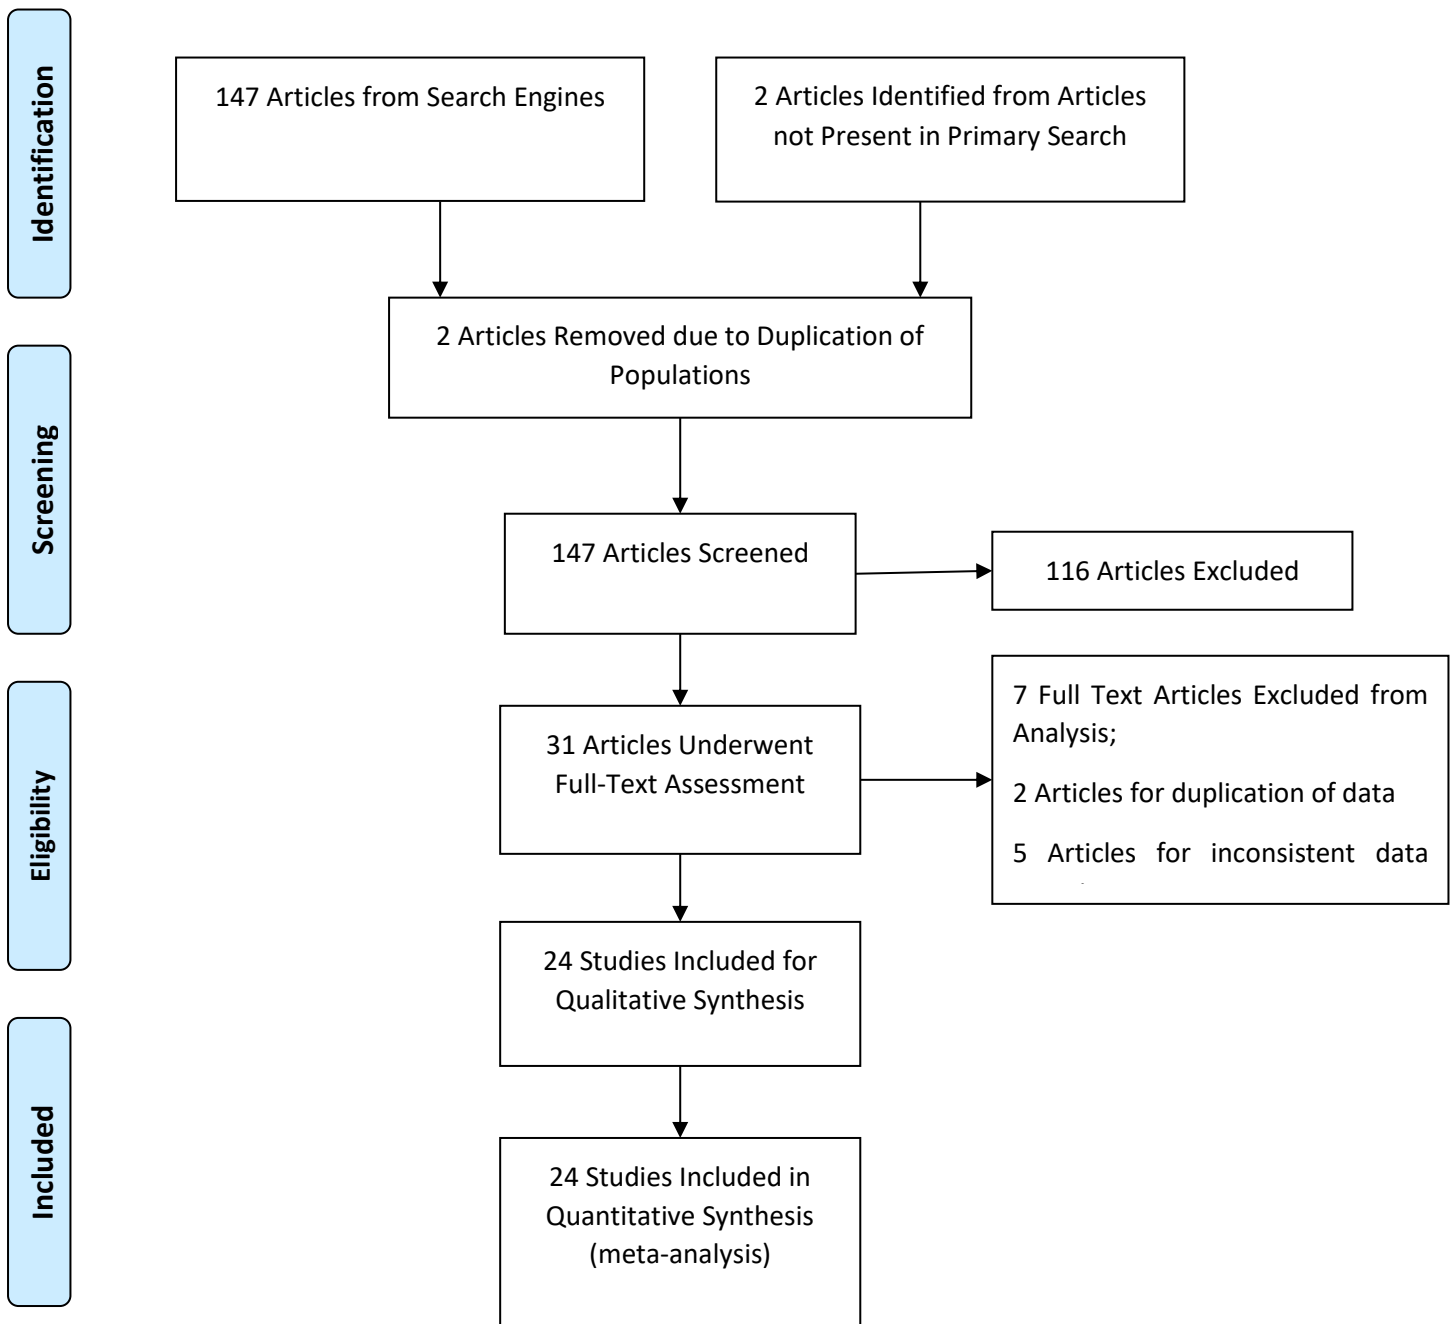 Identification
147 Articles from Search Engines
2 Articles Identified from Articles
not Present in Primary Search
2 Articles Removed due to Duplication of
Populations
Screening
147 Articles Screened
116 Articles Excluded
Eligibility
31 Articles Underwent
Full-Text Assessment
7 Full Text Articles Excluded from
Analysis;
2 Articles for duplication of data
5 Articles for inconsistent data
24 Studies Included for
Qualitative Synthesis
Included
24 Studies Included in
Quantitative Synthesis
(meta-analysis)